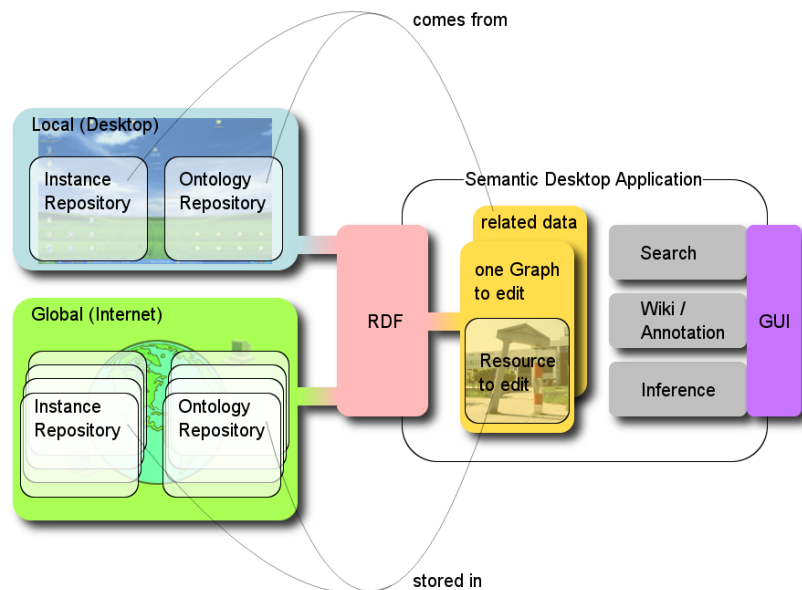 comes from
Local (Desktop)
Instance
Repository
Ontology
Repository
Semantic Desktop Application
related data
one Graph
to edit
Resource
to edit
RDF
Search
Wiki /
Annotation
Inference
GUI
Global (Internet)
Instance
Repository
Ontology
Repository
stored in